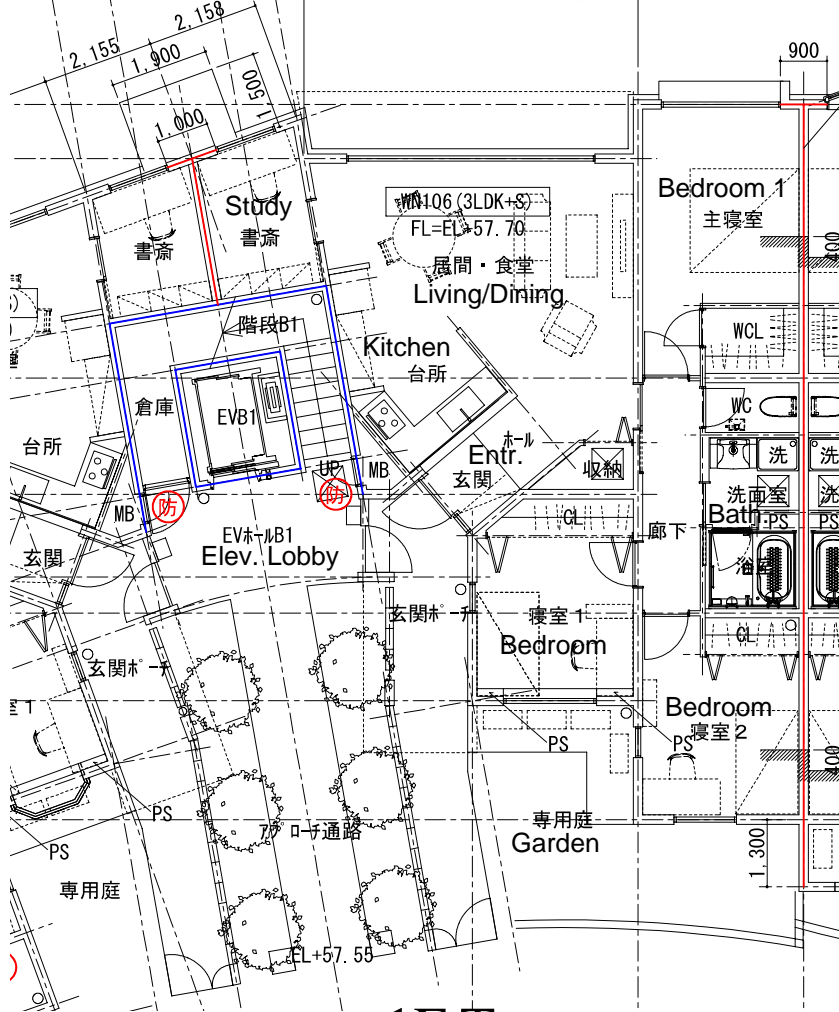 2,158
2,155
1,900
1,500
1,000
900
Study
書斎
書斎
WN106(3LDK+S)
FL=EL+57.70
居間・食堂
Living/Dining
Bedroom 1
主寝室
400
階段B1
Kitchen
台所
WCL
倉庫
EVB1
WC
台所
UP
MB
ホール
Entr.
玄関
収納
洗
洗
MB
防
防
洗面室
洗
CL
PS
PS
Bath.
EVホールB1
Elev. Lobby
廊下
浴室
玄関
玄関ポーチ
寝室1
Bedroom
CL
玄関ポーチ
室1
Bedroom
寝室2
PS
PS
400
PS
PS
アプローチ通路
専用庭
Garden
1,300
専用庭
EL+57.55